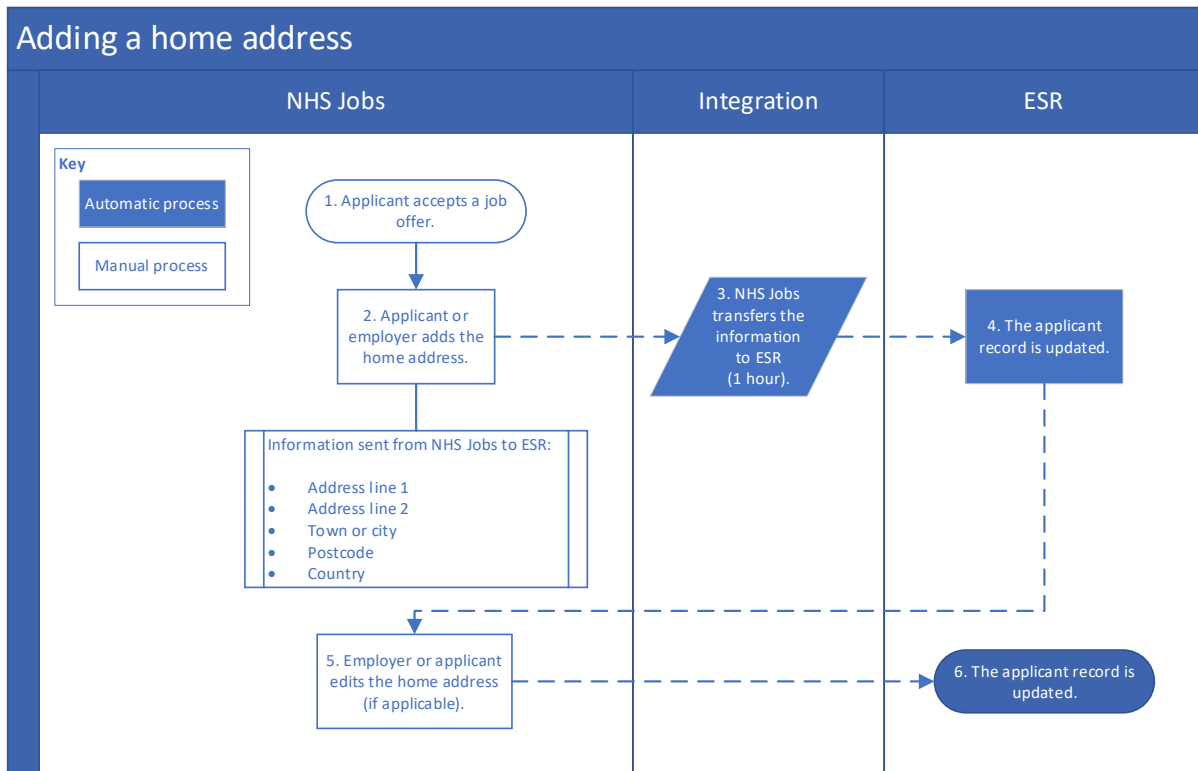 Adding a home address
NHS Jobs
Integration
ESR
Key
Automatic process
Manual process
1. Applicant accepts a job
offer.
2. Applicant or
employer adds the
home address.
3. NHS Jobs
transfers the
information
to ESR
(1 hour).
4. The applicant
record is updated.
Information sent from NHS Jobs to ESR:
• Address line 1
• Address line 2
• Town or city
• Postcode
• Country
5. Employer or applicant
edits the home address
(if applicable).
6. The applicant record is
updated.